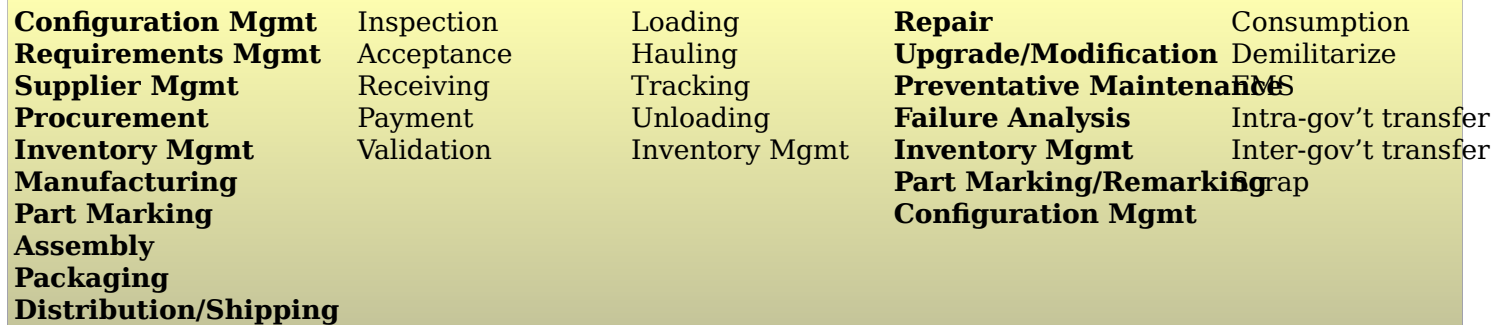 Configuration Mgmt
Requirements Mgmt
Supplier Mgmt
Procurement
Inventory Mgmt
Manufacturing
Part Marking
Assembly
Packaging
Distribution/Shipping
Inspection
Acceptance
Receiving
Payment
Validation
Loading
Hauling
Tracking
Unloading
Inventory Mgmt
Repair
Upgrade/Modification
Preventative Maintenance
Failure Analysis
Inventory Mgmt
Part Marking/Remarking
Configuration Mgmt
Consumption
Demilitarize
FMS
Intra-gov’t transfer
Inter-gov’t transfer
Scrap